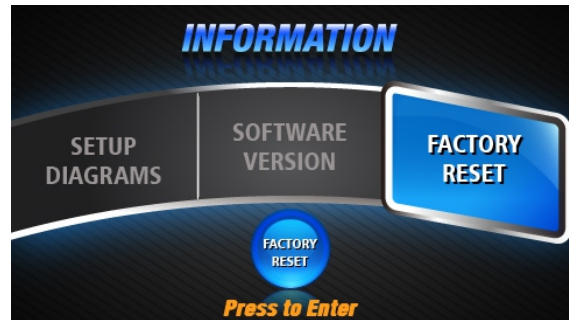 INFORMATION
SETUP
DIAGRAMS
SOFTWARE
VERSION
FACTORY
RESET
FACTORY
RESET
Press to Enter